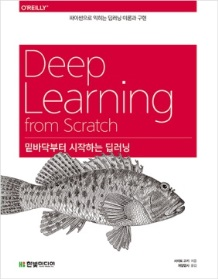 O'REILLY®
파이썬으로 익히는 딥러닝 이론과 구현
Deep
Learning
from Scratch
밑바닥부터 시작하는 딥러닝
한빛미디어